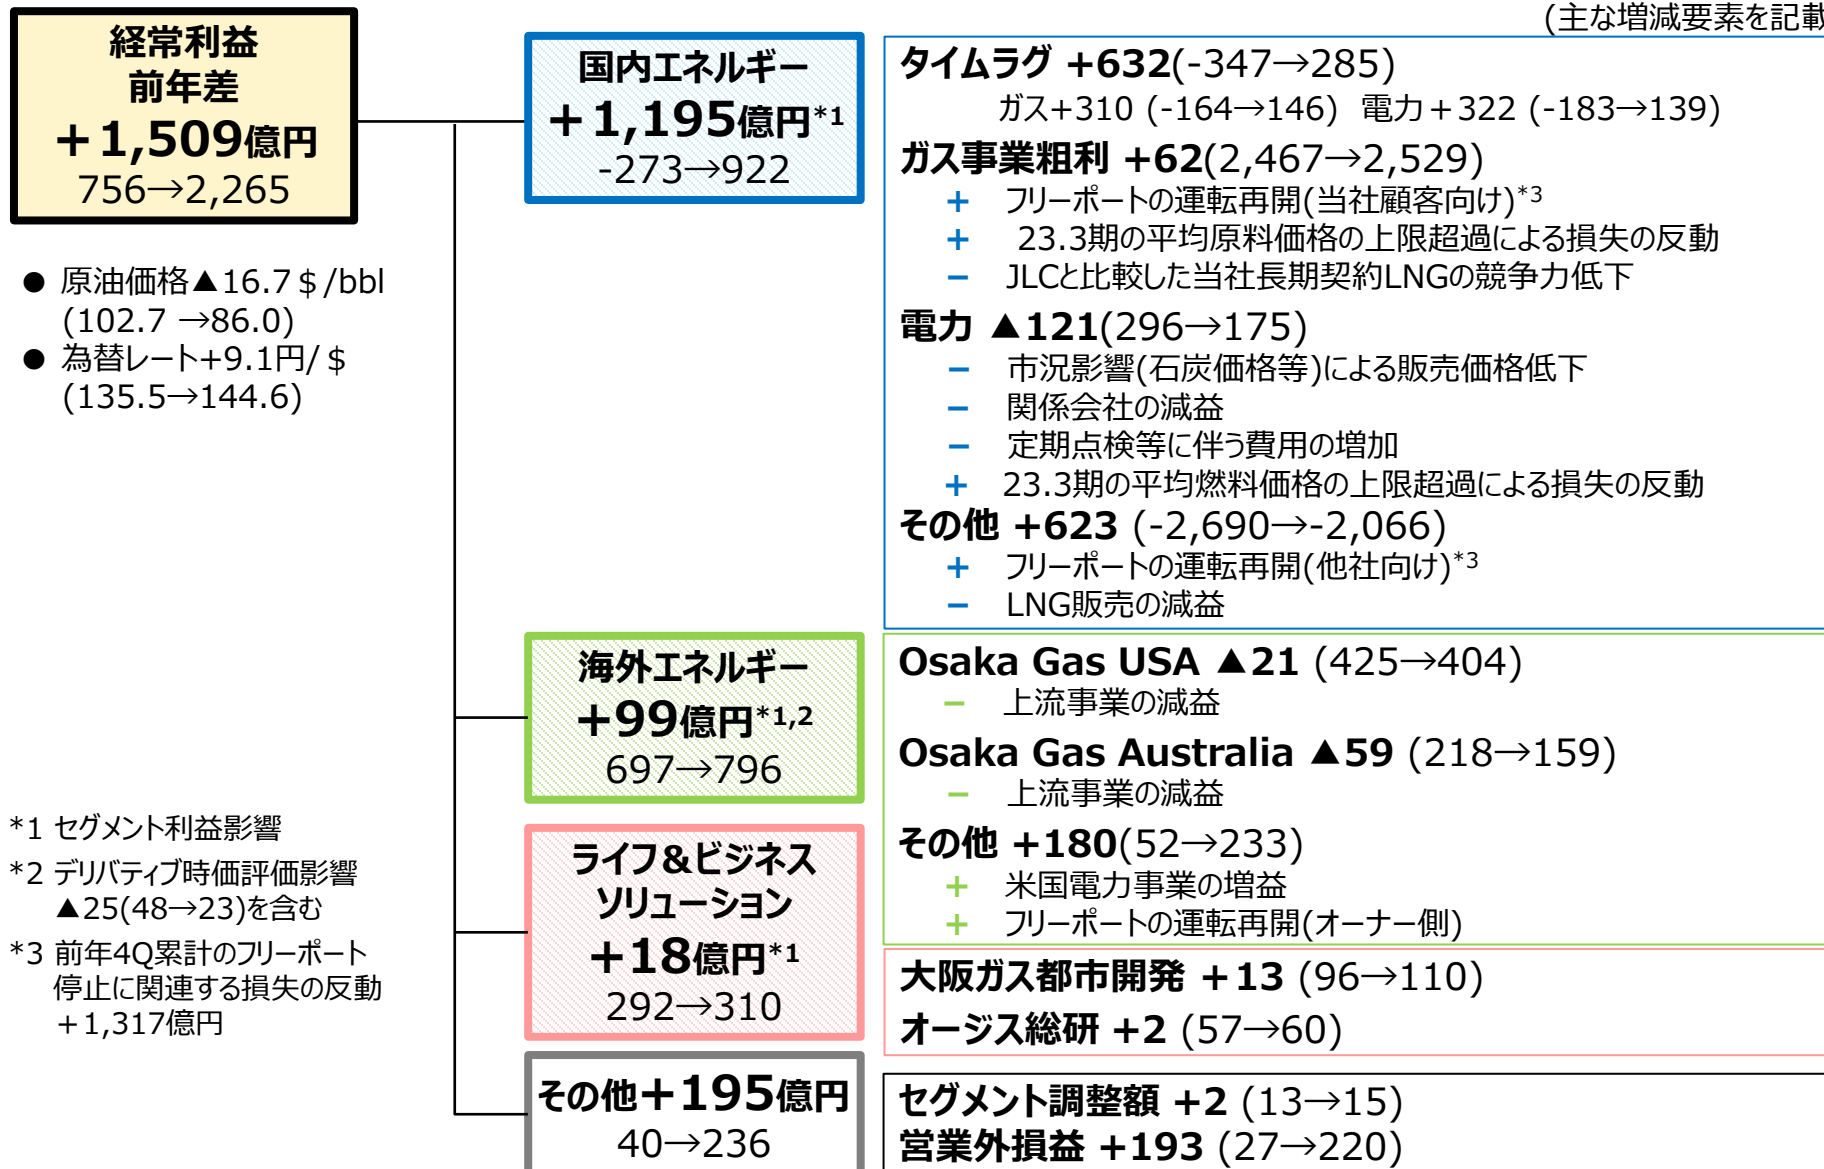 (主な増減要素を記載
経常利益
前年差
＋1,509億円
756→2,265
● 原油価格▲16.7＄/bbl
(102.7 →86.0)
● 為替レート+9.1円/＄
(135.5→144.6)
*1 セグメント利益影響
*2 デリバティブ時価評価影響
▲25(48→23)を含む
*3 前年4Q累計のフリーポート
停止に関連する損失の反動
＋1,317億円
国内エネルギー
＋1,195億円*1
-273→922
タイムラグ +632(-347→285)
ガス+310 (-164→146) 電力＋322 (-183→139)
ガス事業粗利 +62(2,467→2,529)
＋ フリーポートの運転再開(当社顧客向け)*3
＋ 23.3期の平均原料価格の上限超過による損失の反動
－ JLCと比較した当社長期契約LNGの競争力低下
電力 ▲121(296→175)
－ 市況影響(石炭価格等)による販売価格低下
－ 関係会社の減益
－ 定期点検等に伴う費用の増加
＋ 23.3期の平均燃料価格の上限超過による損失の反動
その他 +623 (-2,690→-2,066)
＋ フリーポートの運転再開(他社向け)*3
－ LNG販売の減益
海外エネルギー
＋99億円*1,2
697→796
Osaka Gas USA ▲21 (425→404)
－ 上流事業の減益
Osaka Gas Australia ▲59 (218→159)
－ 上流事業の減益
その他 +180(52→233)
＋ 米国電力事業の増益
＋ フリーポートの運転再開(オーナー側)
ライフ&ビジネス
ソリューション
＋18億円*1
292→310
大阪ガス都市開発 ＋13 (96→110)
オージス総研 +2 (57→60)
その他＋195億円
40→236
セグメント調整額 +2 (13→15)
営業外損益 +193 (27→220)